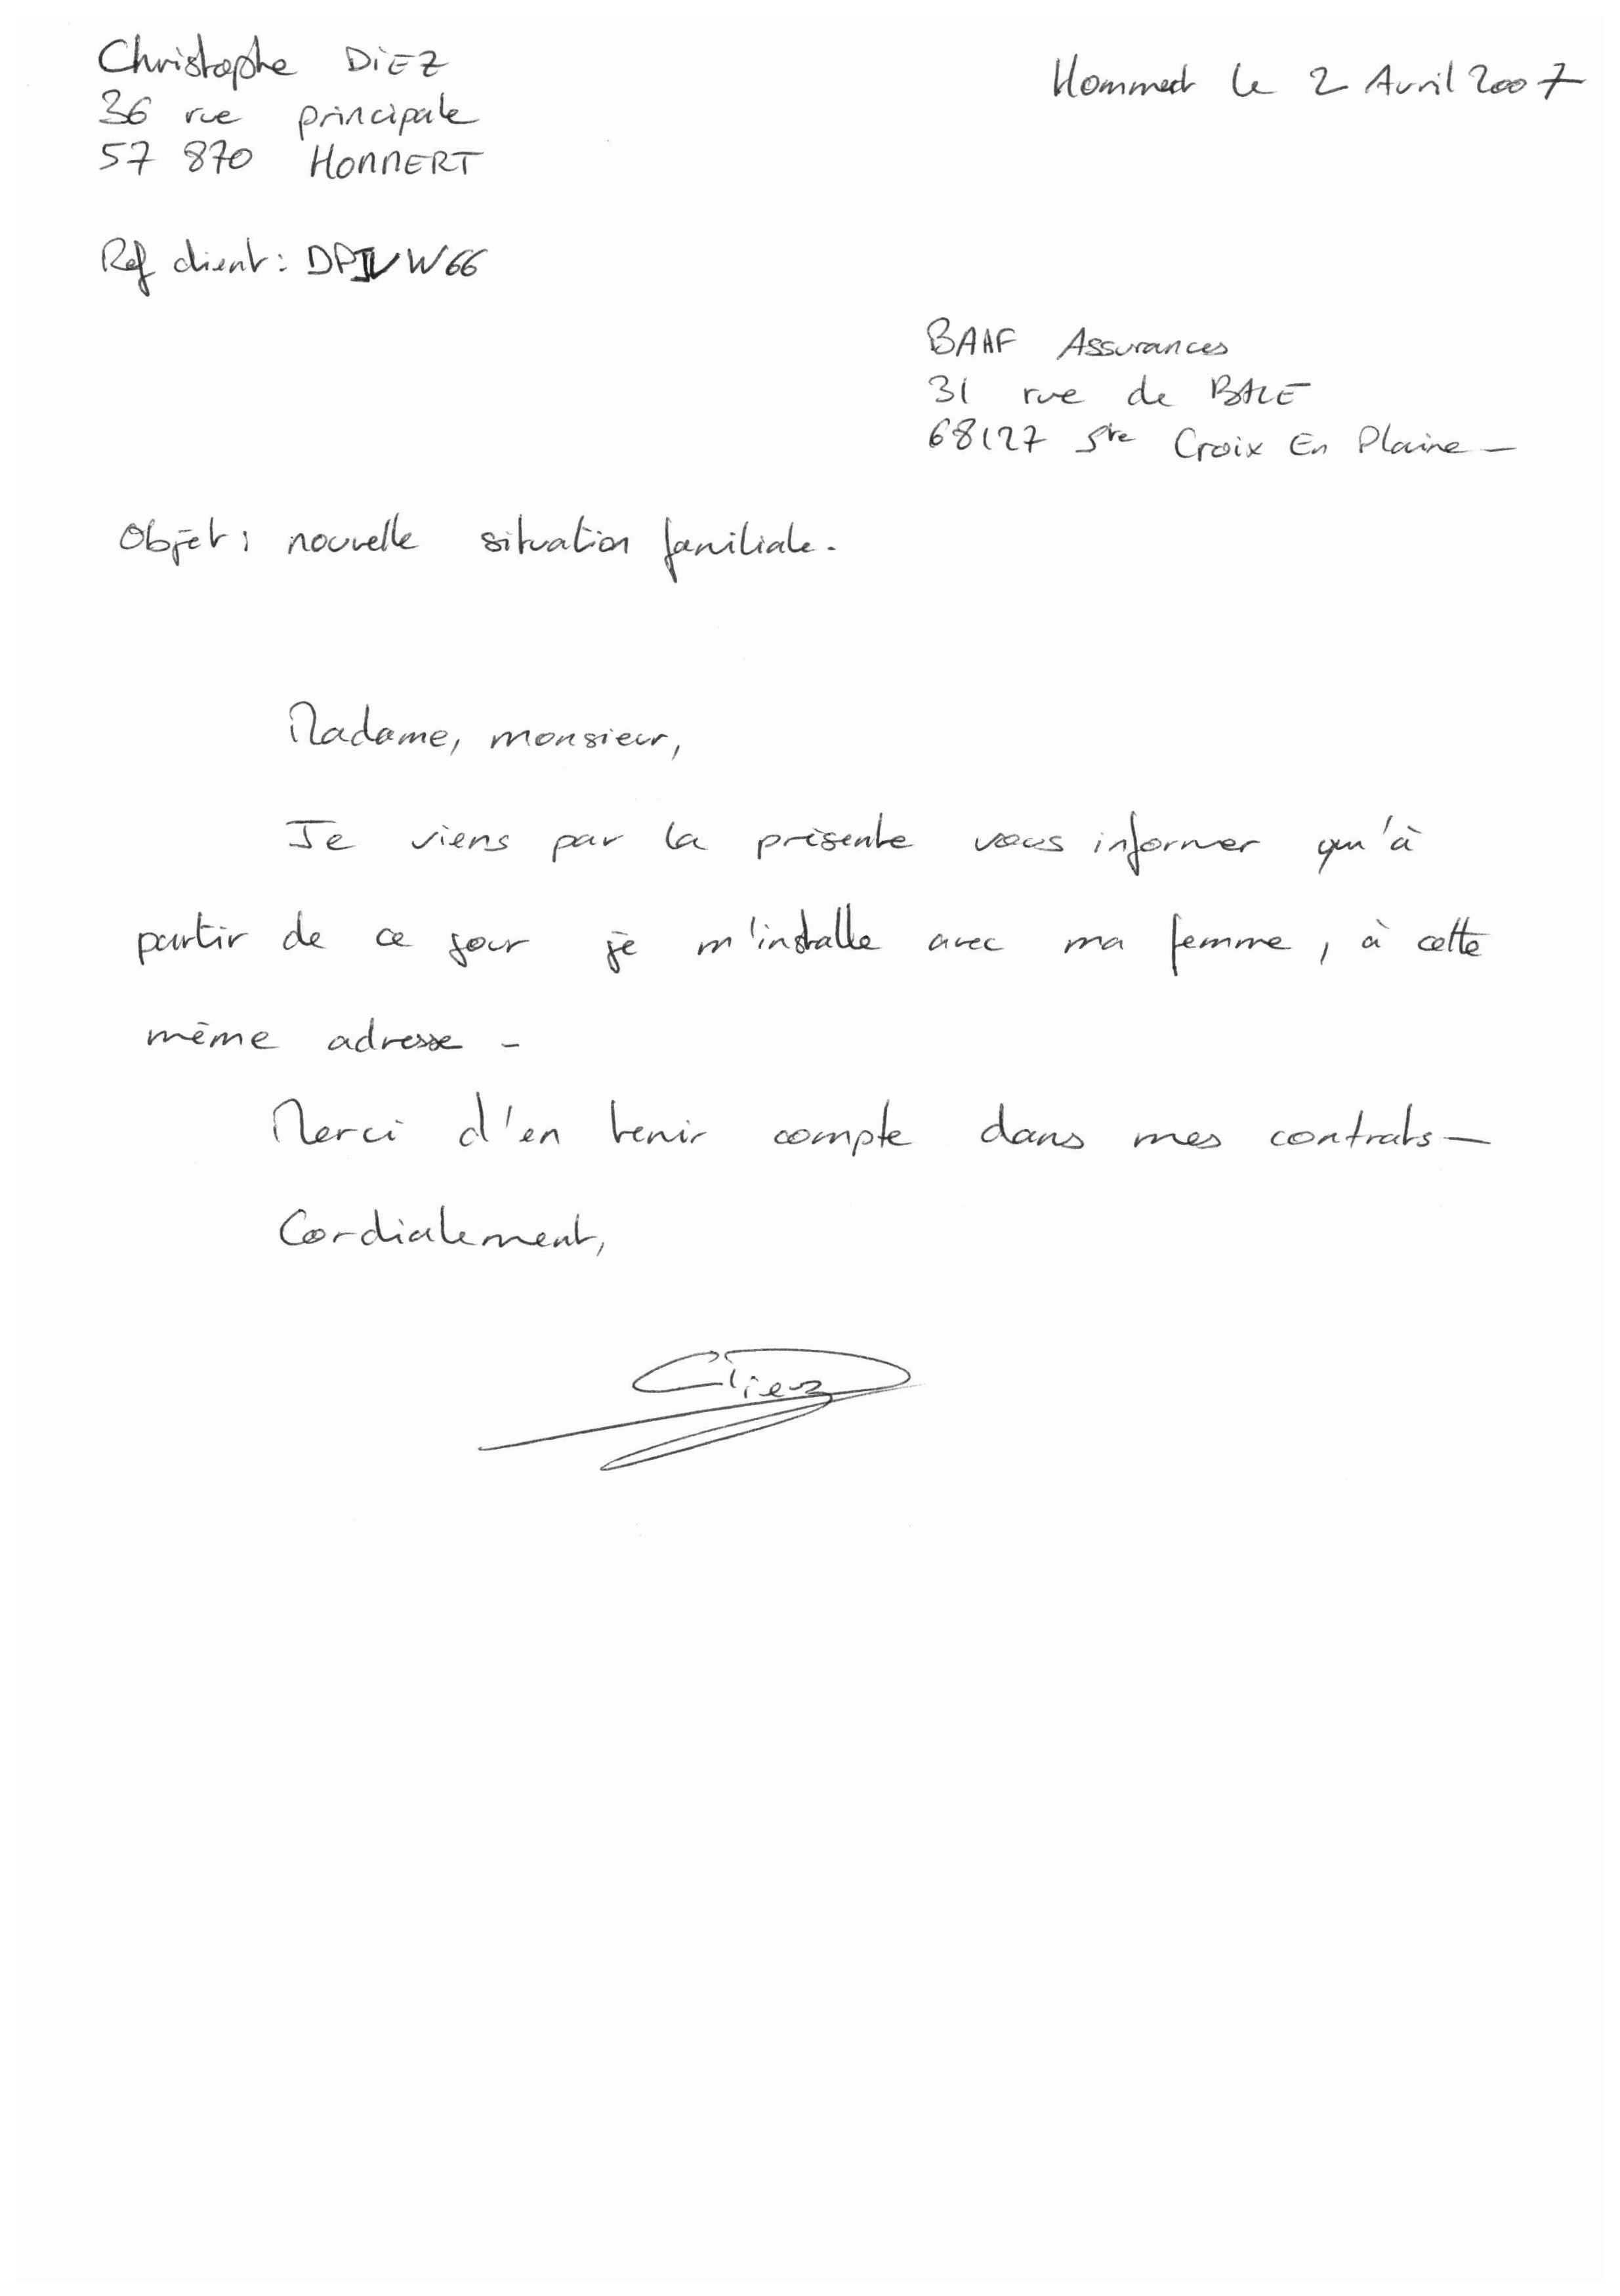 Christophe DiEZ
36 rue principale
57 870 HOMMERT
Hommert le 2 Avril 2007
Ref client : W66
BAAF Assurances
31 rue de BALE
68127 Ste Croix En Plaine -
Objet : nouvelle situation familiale.
Madame, monsieur,
Je viens par la présente vous informer qu'à
partir de ce jour je m'installe avec ma femme, à cette
même adresse -
Merci d'en tenir compte dans mes contrats -
Cordialement,
Diez